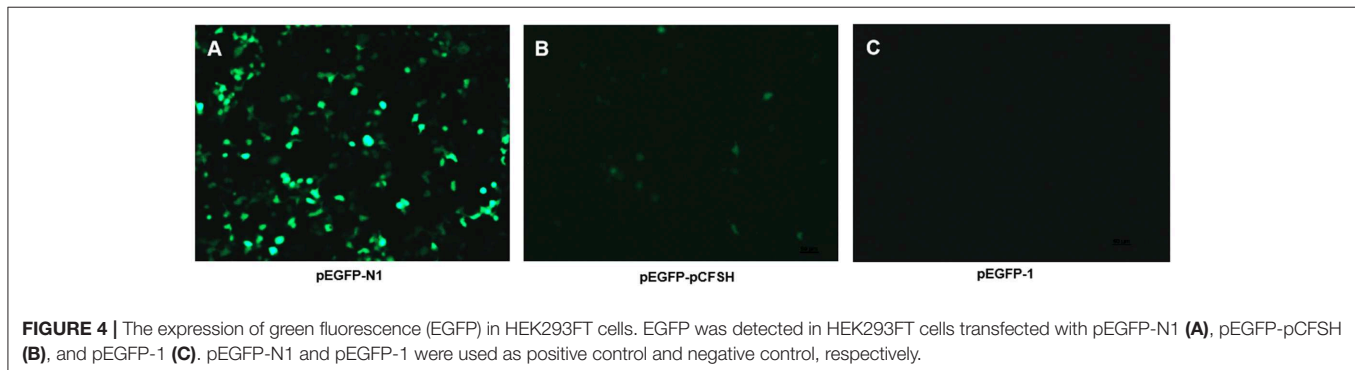 A
B
C
pEGFP-N1
pEGFP-pCFSH
pEGFP-1
FIGURE 4 | The expression of green fluorescence (EGFP) in HEK293FT cells. EGFP was detected in HEK293FT cells transfected with pEGFP-N1 (A), pEGFP-pCFSH
(B), and pEGFP-1 (C). pEGFP-N1 and pEGFP-1 were used as positive control and negative control, respectively.